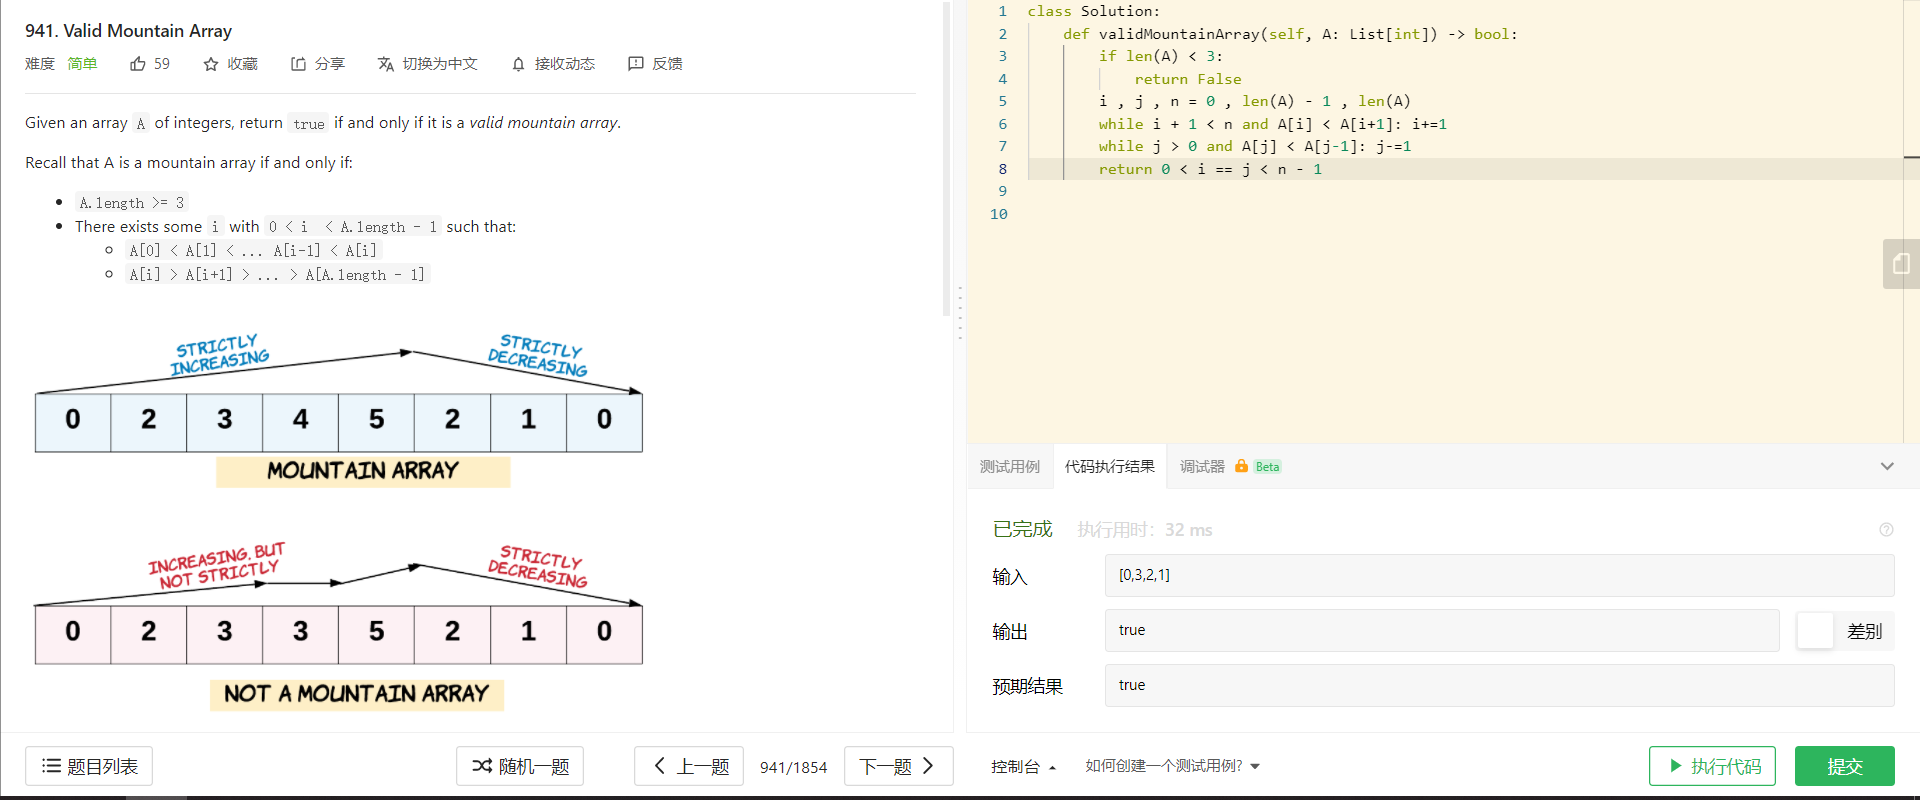 941. Valid Mountain Array
难度 简单 59 收藏 分享 切换为中文 接收动态 反馈
Given an array A of integers, return true if and only if it is a valid mountain array.
Recall that A is a mountain array if and only if:
A.length >= 3
There exists some i with 0 < i < A.length - 1 such that:
A[0] < A[1] < ... A[i-1] < A[i]
A[i] > A[i+1] > ... > A[A.length - 1]
STRICTLY
INCREASING
STRICTLY
DECREASING
0 2 3 4 5 2 1 0
MOUNTAIN ARRAY
INCREASING. BUT
NOT STRICTLY
STRICTLY
DECREASING
0 2 3 3 5 2 1 0
NOT A MOUNTAIN ARRAY
题目列表 随机一题 上一题 941/1854 下一题
1 class Solution:
2 def validMountainArray(self, A: List[int]) -> bool:
3 if len(A) < 3:
4 return False
5 i , j , n = 0 , len(A) - 1 , len(A)
6 while i + 1 < n and A[i] < A[i+1]: i+=1
7 while j > 0 and A[j] < A[j-1]: j-=1
8 return 0 < i == j < n - 1
9
10
测试用例 代码执行结果 调试器 Beta
已完成 执行用时: 32 ms
输入 [0,3,2,1]
输出 true 差别
预期结果 true
控制台 如何创建一个测试用例? 执行代码 提交